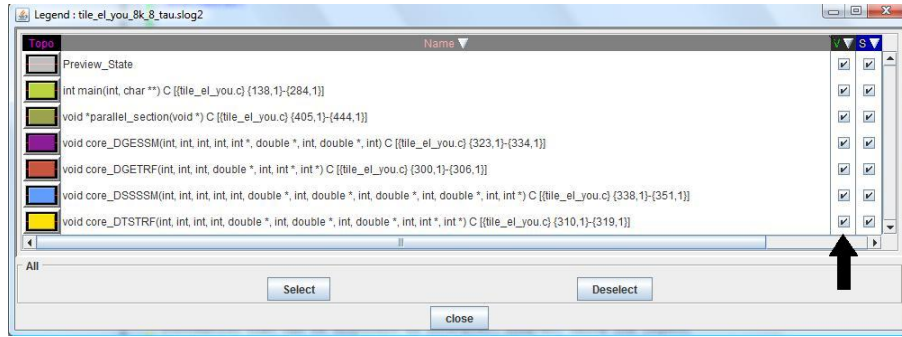 Legend : tile_el_you_8k_8_tau.slog2
Topo Name V S
Preview_State
int main(int, char **) C [{tile_el_you.c} {138,1}-{284,1}]
void *parallel_section(void *) C [{tile_el_you.c} {405,1}-{444,1}]
void core_DGESSM(int, int, int, int, int *, double *, int, double *, int) C [{tile_el_you.c} {323,1}-{334,1}]
void core_DGETRF(int, int, int, double *, int, int *, int *) C [{tile_el_you.c} {300,1}-{306,1}]
void core_DSSSSM(int, int, int, int, int, double *, int, double *, int, double *, int, double *, int, int *) C [{tile_el_you.c} {338,1}-{351,1}]
void core_DTSTRF(int, int, int, int, double *, int, double *, int, double *, int, int *, int *) C [{tile_el_you.c} {310,1}-{319,1}]
All
Select Deselect
close